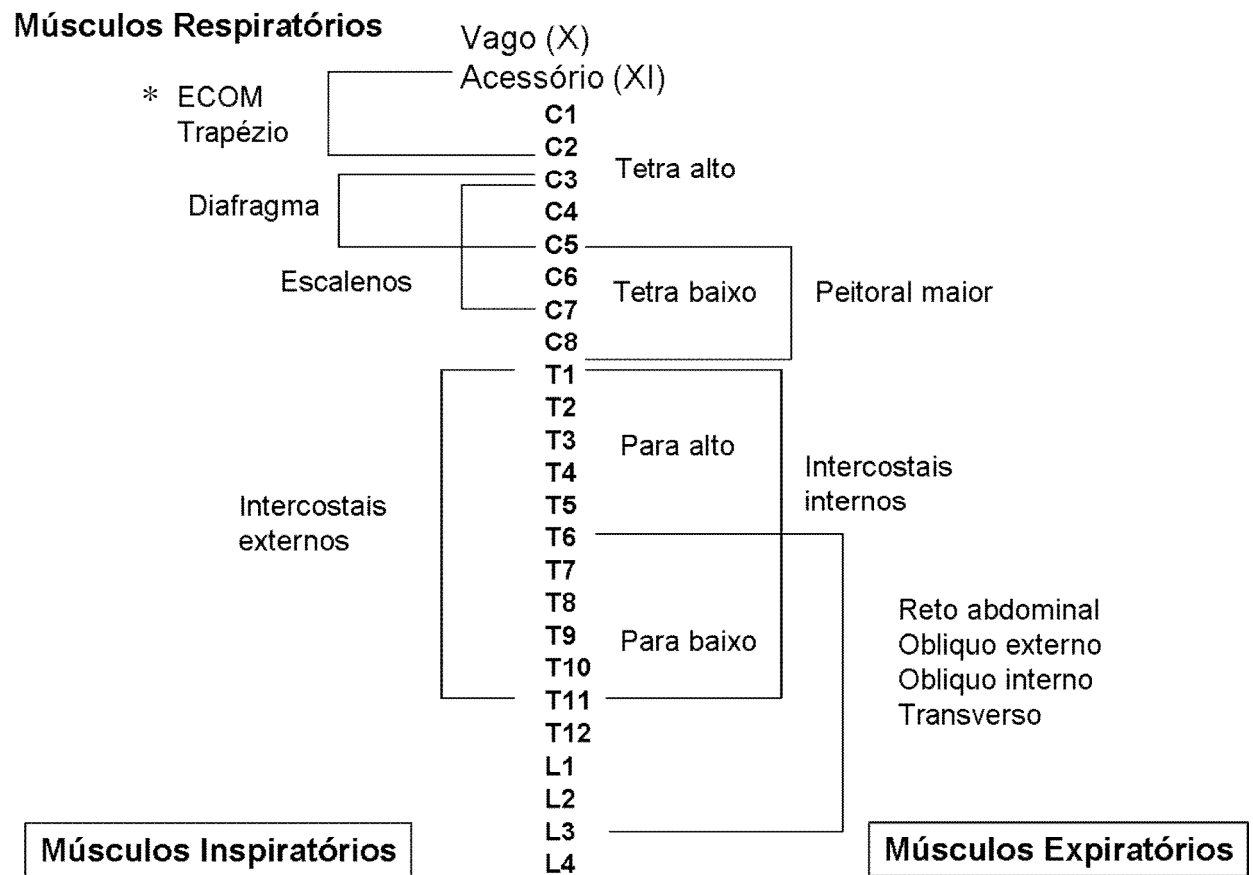 Músculos Respiratórios
Vago (X)
Acessório (XI)
* ECOM
Trapézio
C1
C2
Tetra alto
C3
Diafragma
C4
C5
Escalenos
C6
Tetra baixo
Peitoral maior
C7
C8
T1
T2
T3
Para alto
T4
Intercostais
internos
T5
Intercostais
externos
T6
T7
T8
Reto abdominal
Obliquo externo
Obliquo interno
Transverso
T9
Para baixo
T10
T11
T12
L1
L2
L3
L4
Músculos Inspiratórios
Músculos Expiratórios